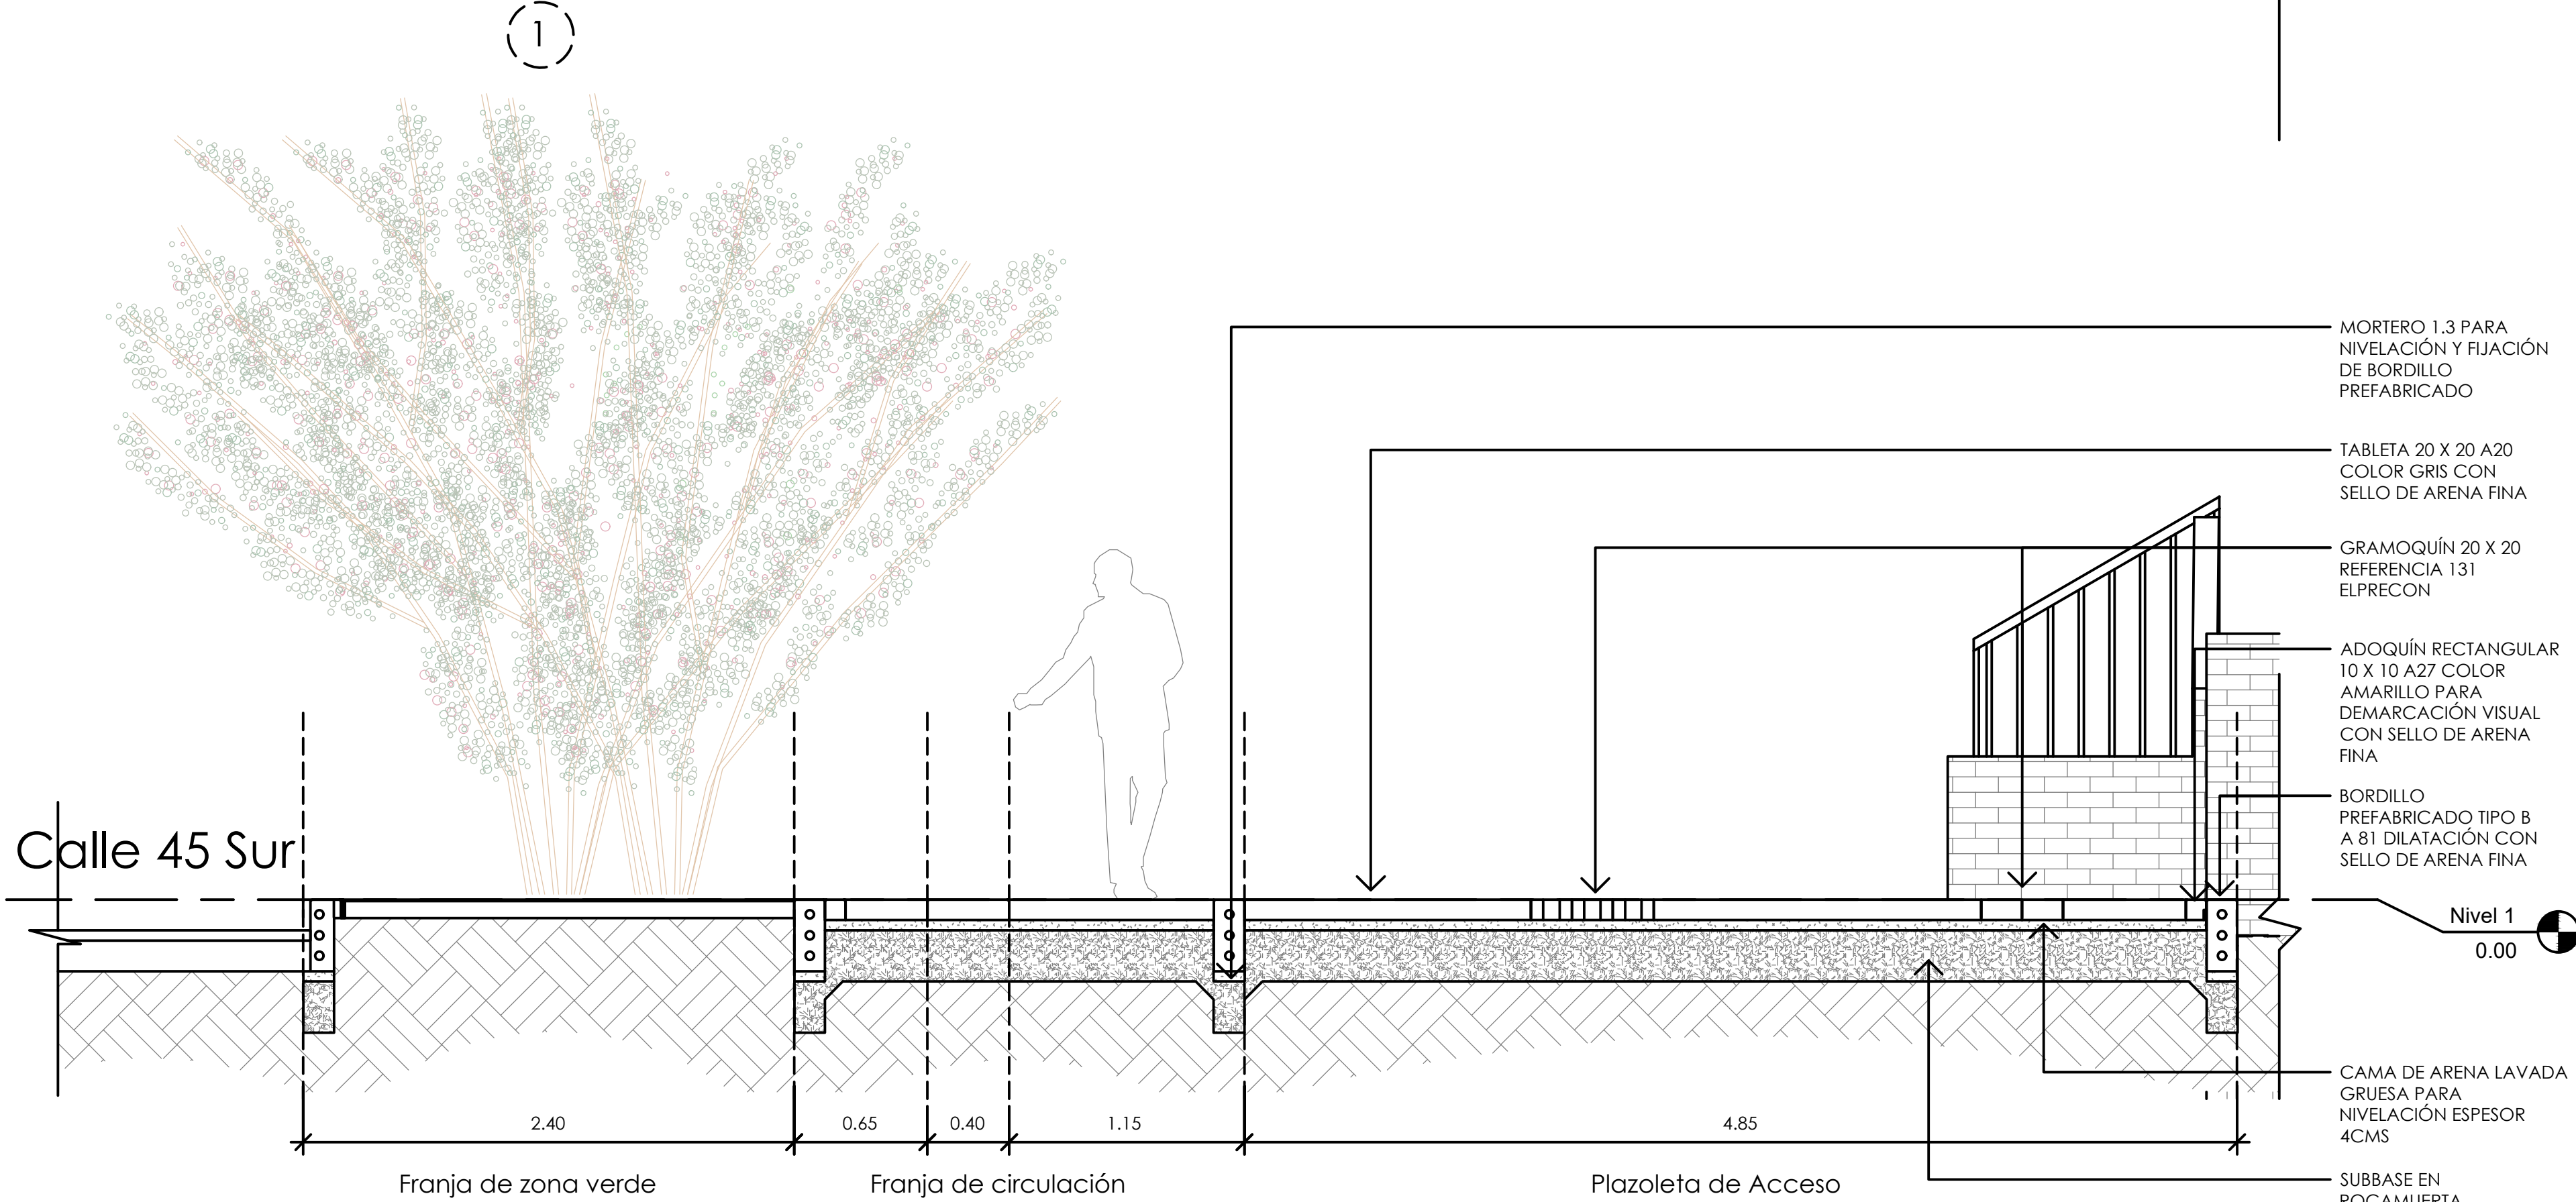 1
MORTERO 1.3 PARA
NIVELACIÓN Y FIJACIÓN
DE BORDILLO
PREFABRICADO
TABLETA 20 X 20 A20
COLOR GRIS CON
SELLO DE ARENA FINA
GRAMOQUÍN 20 X 20
REFERENCIA 131
ELPRECON
ADOQUÍN RECTANGULAR
10 X 10 A27 COLOR
AMARILLO PARA
DEMARCACIÓN VISUAL
CON SELLO DE ARENA
FINA
BORDILLO
PREFABRICADO TIPO B
A 81 DILATACIÓN CON
SELLO DE ARENA FINA
Calle 45 Sur
Nivel 1
0.00
CAMA DE ARENA LAVADA
GRUESA PARA
NIVELACIÓN ESPESOR
4CMS
2.40
0.65
0.40
1.15
4.85
Franja de zona verde
Franja de circulación
Plazoleta de Acceso
SUBBASE EN
ROCAMUERTA